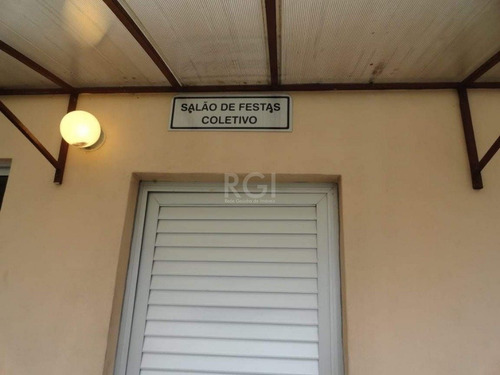 SALÃO DE FESTAS
COLETIVO
RGI